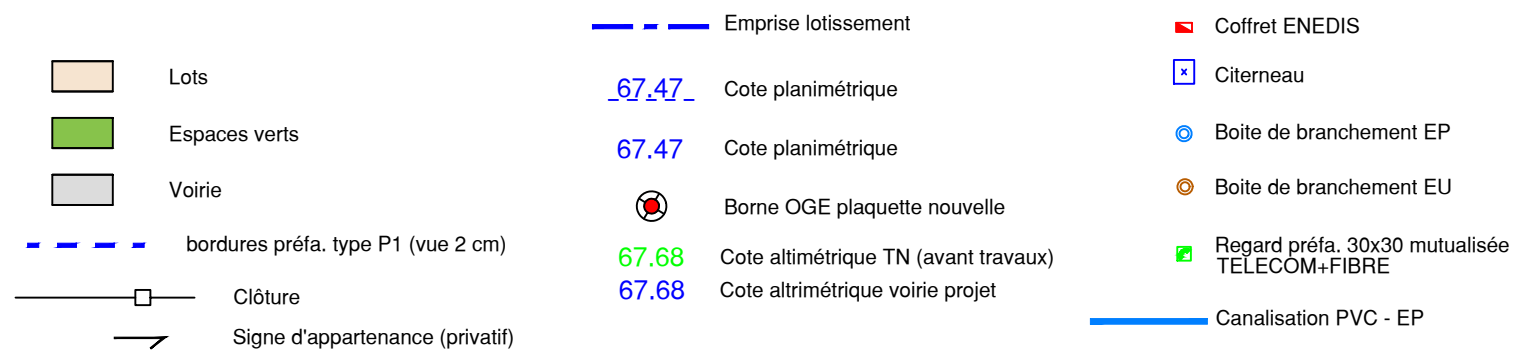 Lots
Espaces verts
Voirie
bordures préfa. type P1 (vue 2 cm)
Clôture
Signe d'appartenance (privatif)
Emprise lotissement
67.47 Cote planimétrique
67.47 Cote planimétrique
Borne OGE plaquette nouvelle
67.68 Cote altimétrique TN (avant travaux)
67.68 Cote altrimétrique voirie projet
Coffret ENEDIS
Citerneau
Boite de branchement EP
Boite de branchement EU
Regard préfa. 30x30 mutualisée
TELECOM+FIBRE
Canalisation PVC - EP